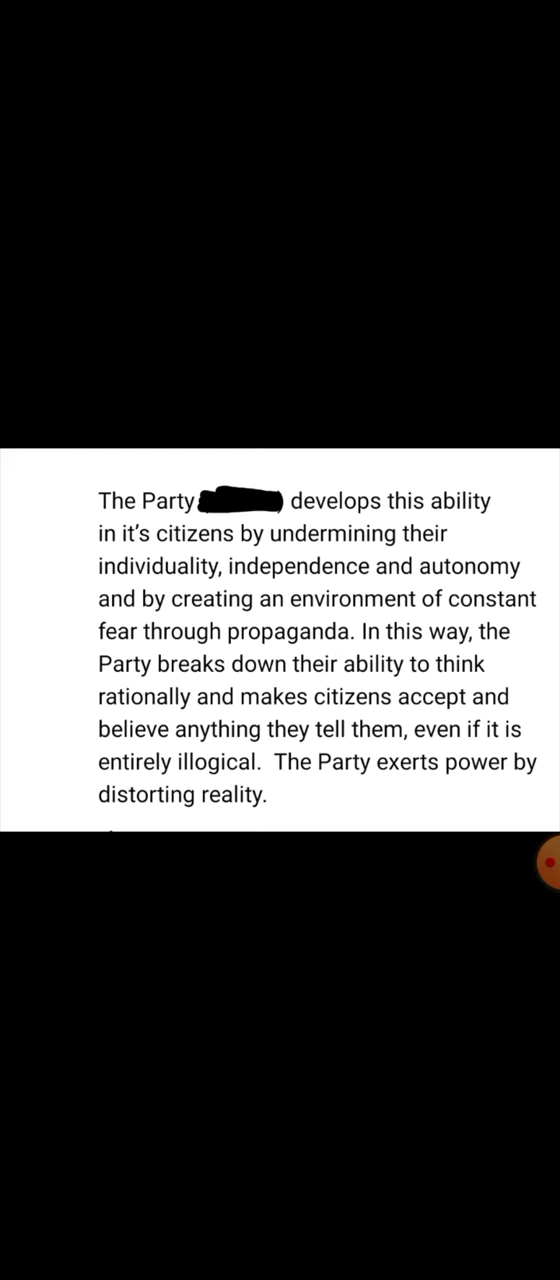 The Party develops this ability
in it's citizens by undermining their
individuality, independence and autonomy
and by creating an environment of constant
fear through propaganda. In this way, the
Party breaks down their ability to think
rationally and makes citizens accept and
believe anything they tell them, even if it is
entirely illogical.  The Party exerts power by
distorting reality.